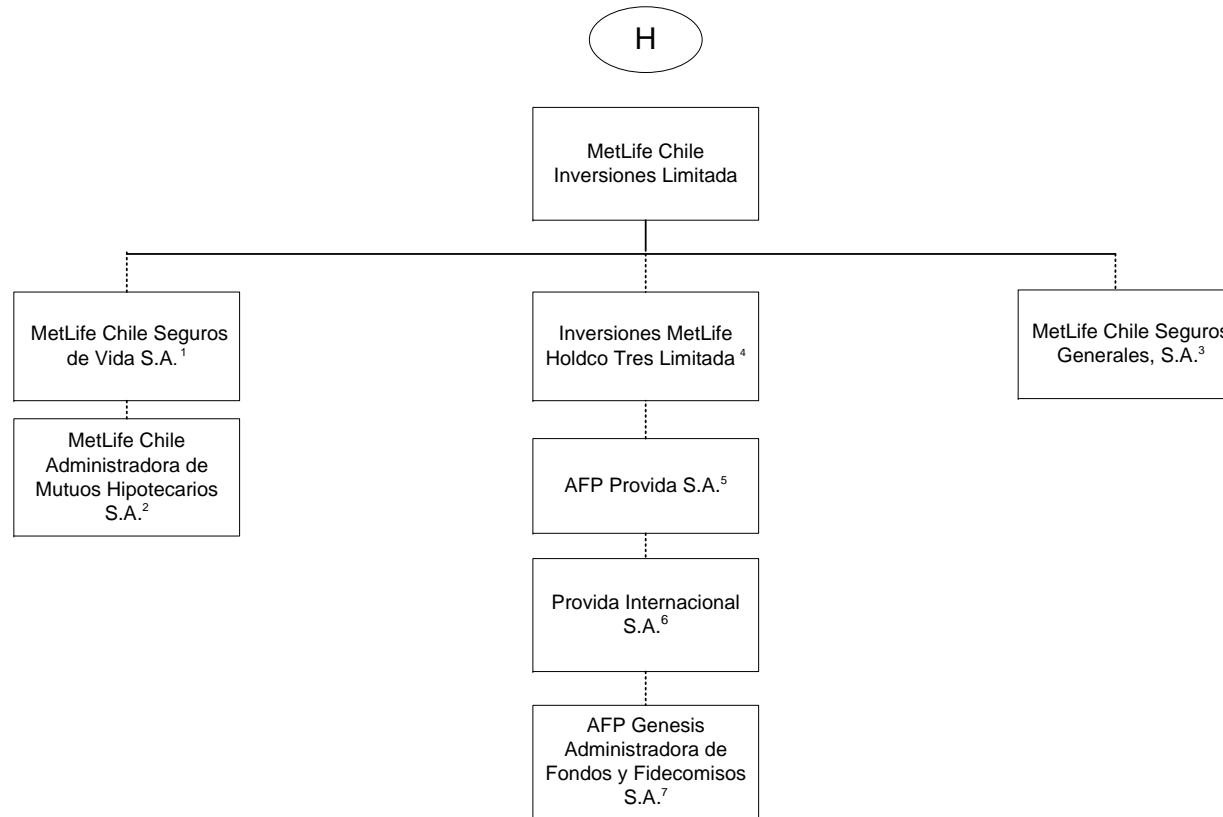 H
MetLife Chile
Inversiones Limitada
MetLife Chile Seguros
de Vida S.A. 1
Inversiones MetLife
Holdco Tres Limitada 4
MetLife Chile Seguros
Generales, S.A.3
MetLife Chile
Administradora de
Mutuos Hipotecarios
S.A.2
AFP Provida S.A.5
Provida Internacional
S.A.6
AFP Genesis
Administradora de
Fondos y Fidecomisos
S.A.7